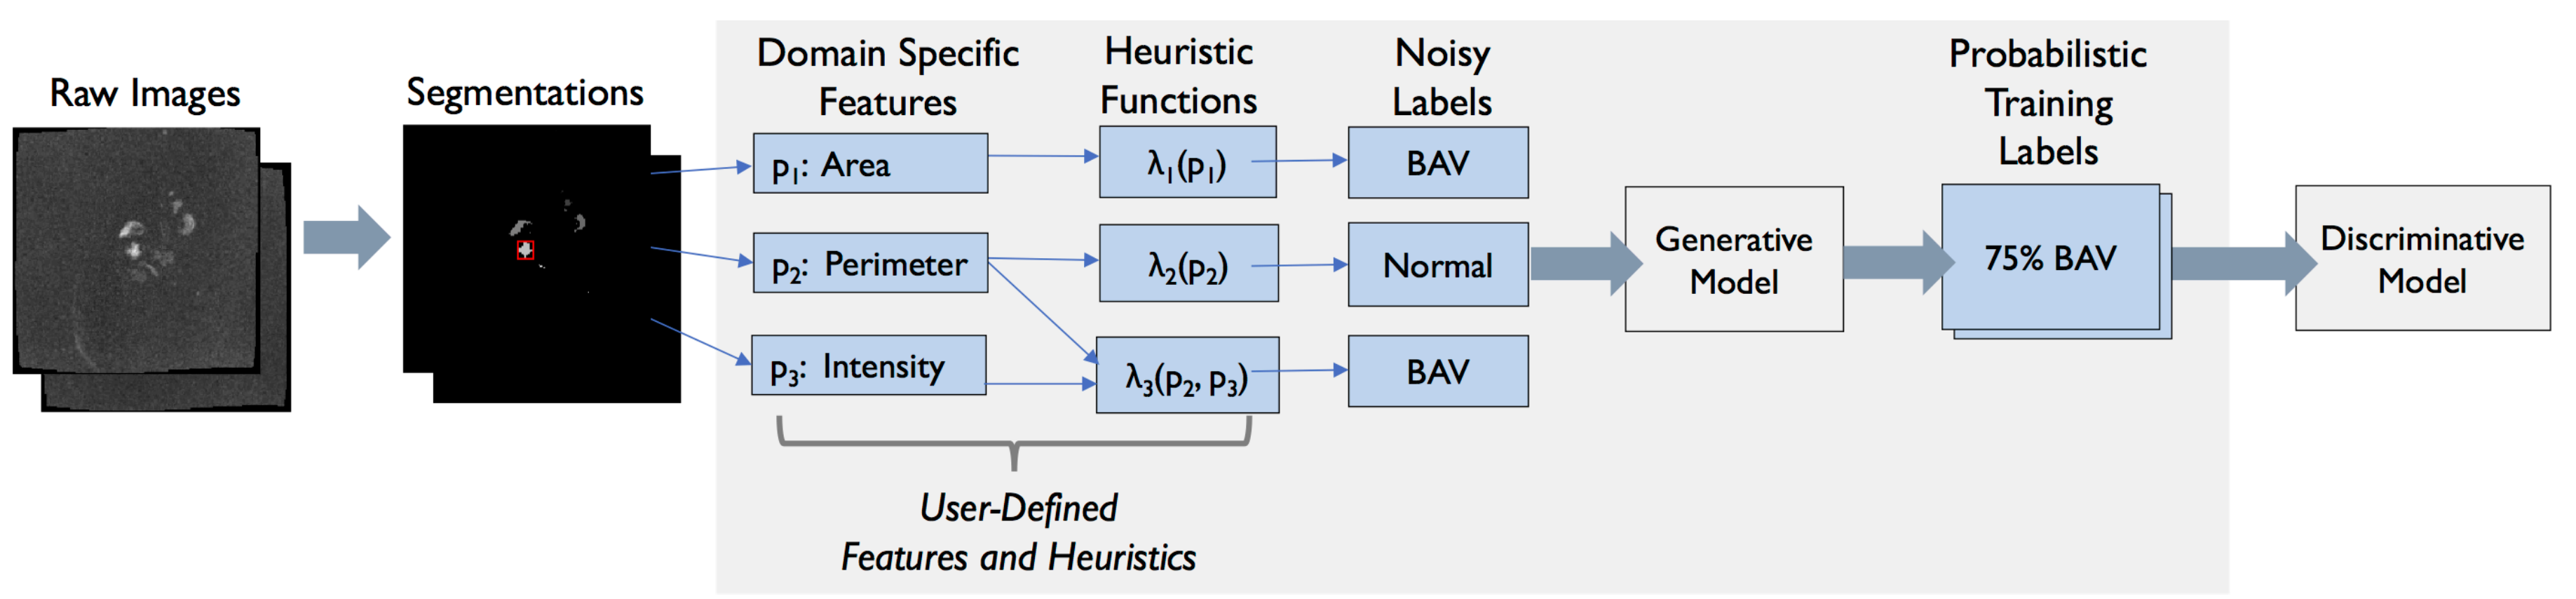 Raw Images
Segmentations
Domain Specific
Features
Heuristic
Functions
Noisy
Labels
Probabilistic
Training
Labels
p₁: Area
λ₁(p₁)
BAV
p₂: Perimeter
λ₂(p₂)
Normal
p₃: Intensity
λ₃(p₂, p₃)
BAV
Generative
Model
75% BAV
Discriminative
Model
User-Defined
Features and Heuristics